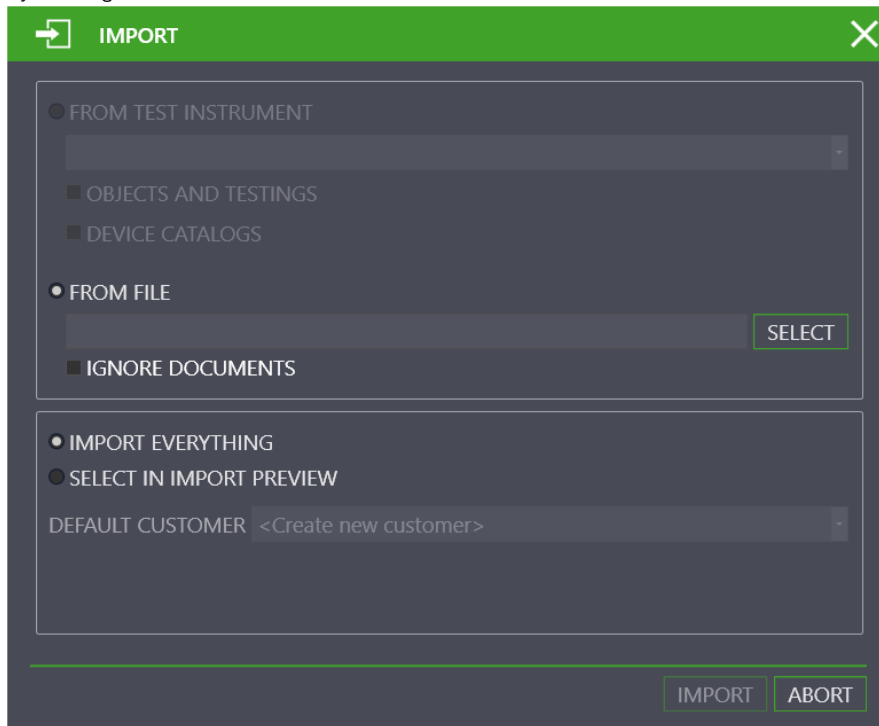 IMPORT
FROM TEST INSTRUMENT
OBJECTS AND TESTINGS
DEVICE CATALOGS
FROM FILE
SELECT
IGNORE DOCUMENTS
IMPORT EVERYTHING
SELECT IN IMPORT PREVIEW
DEFAULT CUSTOMER <Create new customer>
IMPORT ABORT